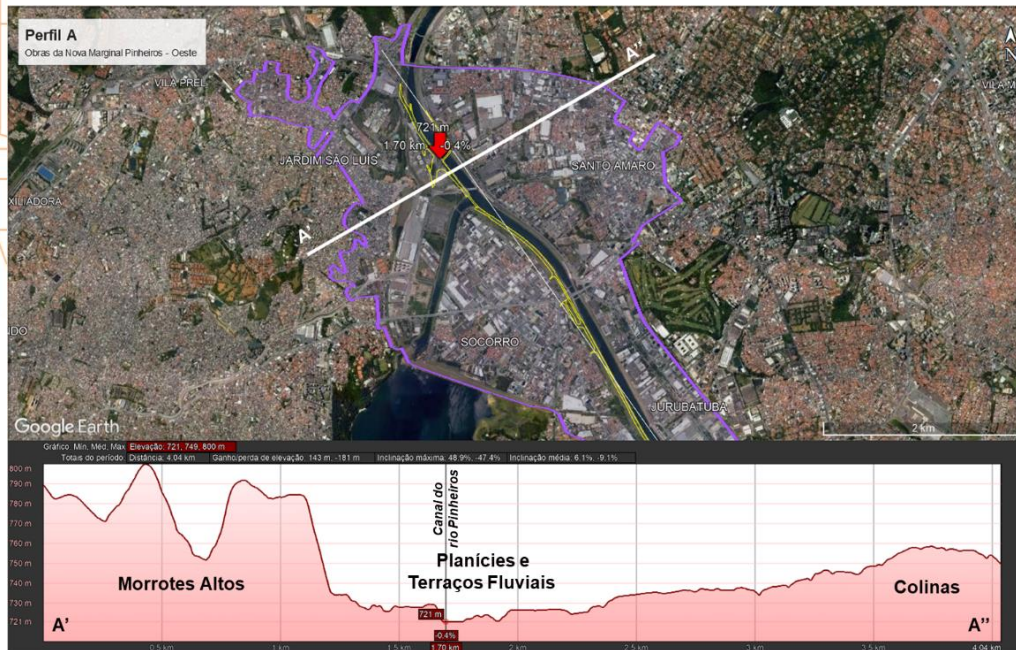 Perfil A
Obras da Nova Marginal Pinheiros - Oeste
N
VILA PREL
VILA M
A''
721 m
1.70 km -0.4%
JARDIM SÃO LUIS
SANTO AMARO
XILIADORA
A'
NDO
SOCORRO
JURUBATUBA
Google Earth
2 km
Gráfico: Mín, Méd, Máx Elevação: 721, 749, 800 m
Totais do período: Distância: 4.04 km Ganho/perda de elevação: 143 m, -181 m Inclinação máxima: 48.9%, -47.4% Inclinação média: 6.1%, -9.1%
800 m
790 m
780 m
770 m
760 m
750 m
740 m
730 m
721 m
Canal do
rio Pinheiros
Morrotes Altos
Planícies e
Terraços Fluviais
Colinas
721 m
A'
A''
-0.4%
0.5 km
1 km
1.5 km
1.70 km
2 km
2.5 km
3 km
3.5 km
4.04 km